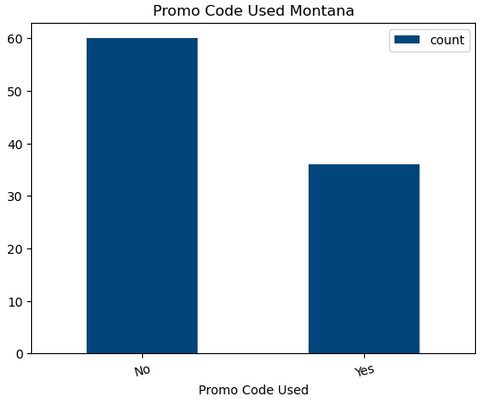 Promo Code Used Montana
count
60
50
40
30
20
10
0
No Yes
Promo Code Used